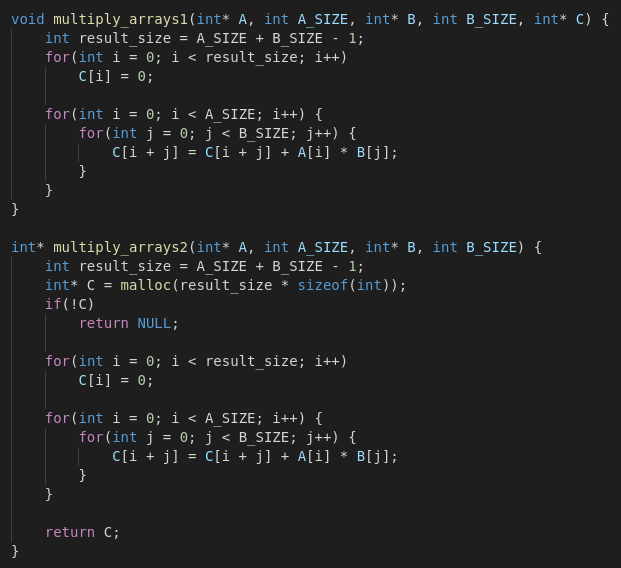 void multiply_arrays1(int* A, int A_SIZE, int* B, int B_SIZE, int* C) {
    int result_size = A_SIZE + B_SIZE - 1;
    for(int i = 0; i < result_size; i++)
        C[i] = 0;

    for(int i = 0; i < A_SIZE; i++) {
        for(int j = 0; j < B_SIZE; j++) {
            C[i + j] = C[i + j] + A[i] * B[j];
        }
    }
}

int* multiply_arrays2(int* A, int A_SIZE, int* B, int B_SIZE) {
    int result_size = A_SIZE + B_SIZE - 1;
    int* C = malloc(result_size * sizeof(int));
    if(!C)
        return NULL;

    for(int i = 0; i < result_size; i++)
        C[i] = 0;

    for(int i = 0; i < A_SIZE; i++) {
        for(int j = 0; j < B_SIZE; j++) {
            C[i + j] = C[i + j] + A[i] * B[j];
        }
    }

    return C;
}